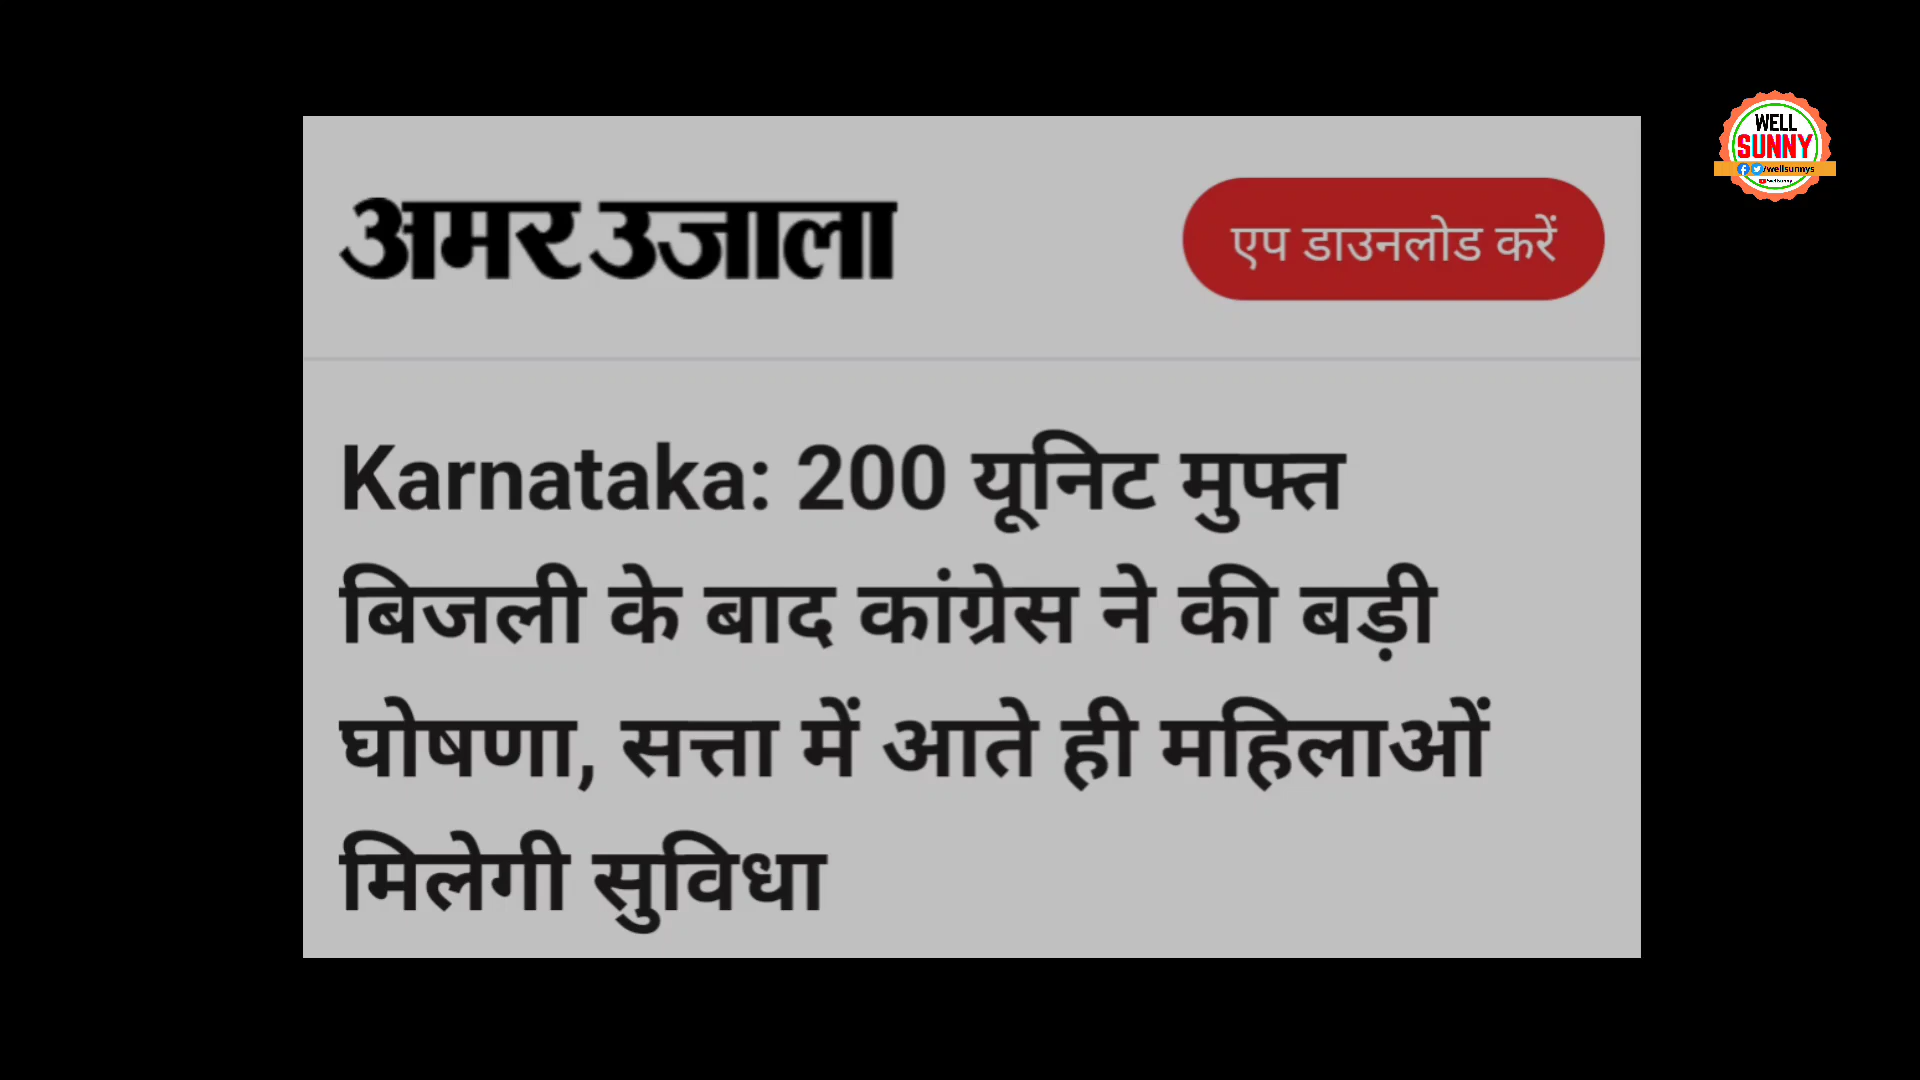 अमर उजाला
एप डाउनलोड करें
WELL
SUNNY
/wellsunnys
Karnataka: 200 यूनिट मुफ्त
बिजली के बाद कांग्रेस ने की बड़ी
घोषणा, सत्ता में आते ही महिलाओं
मिलेगी सुविधा